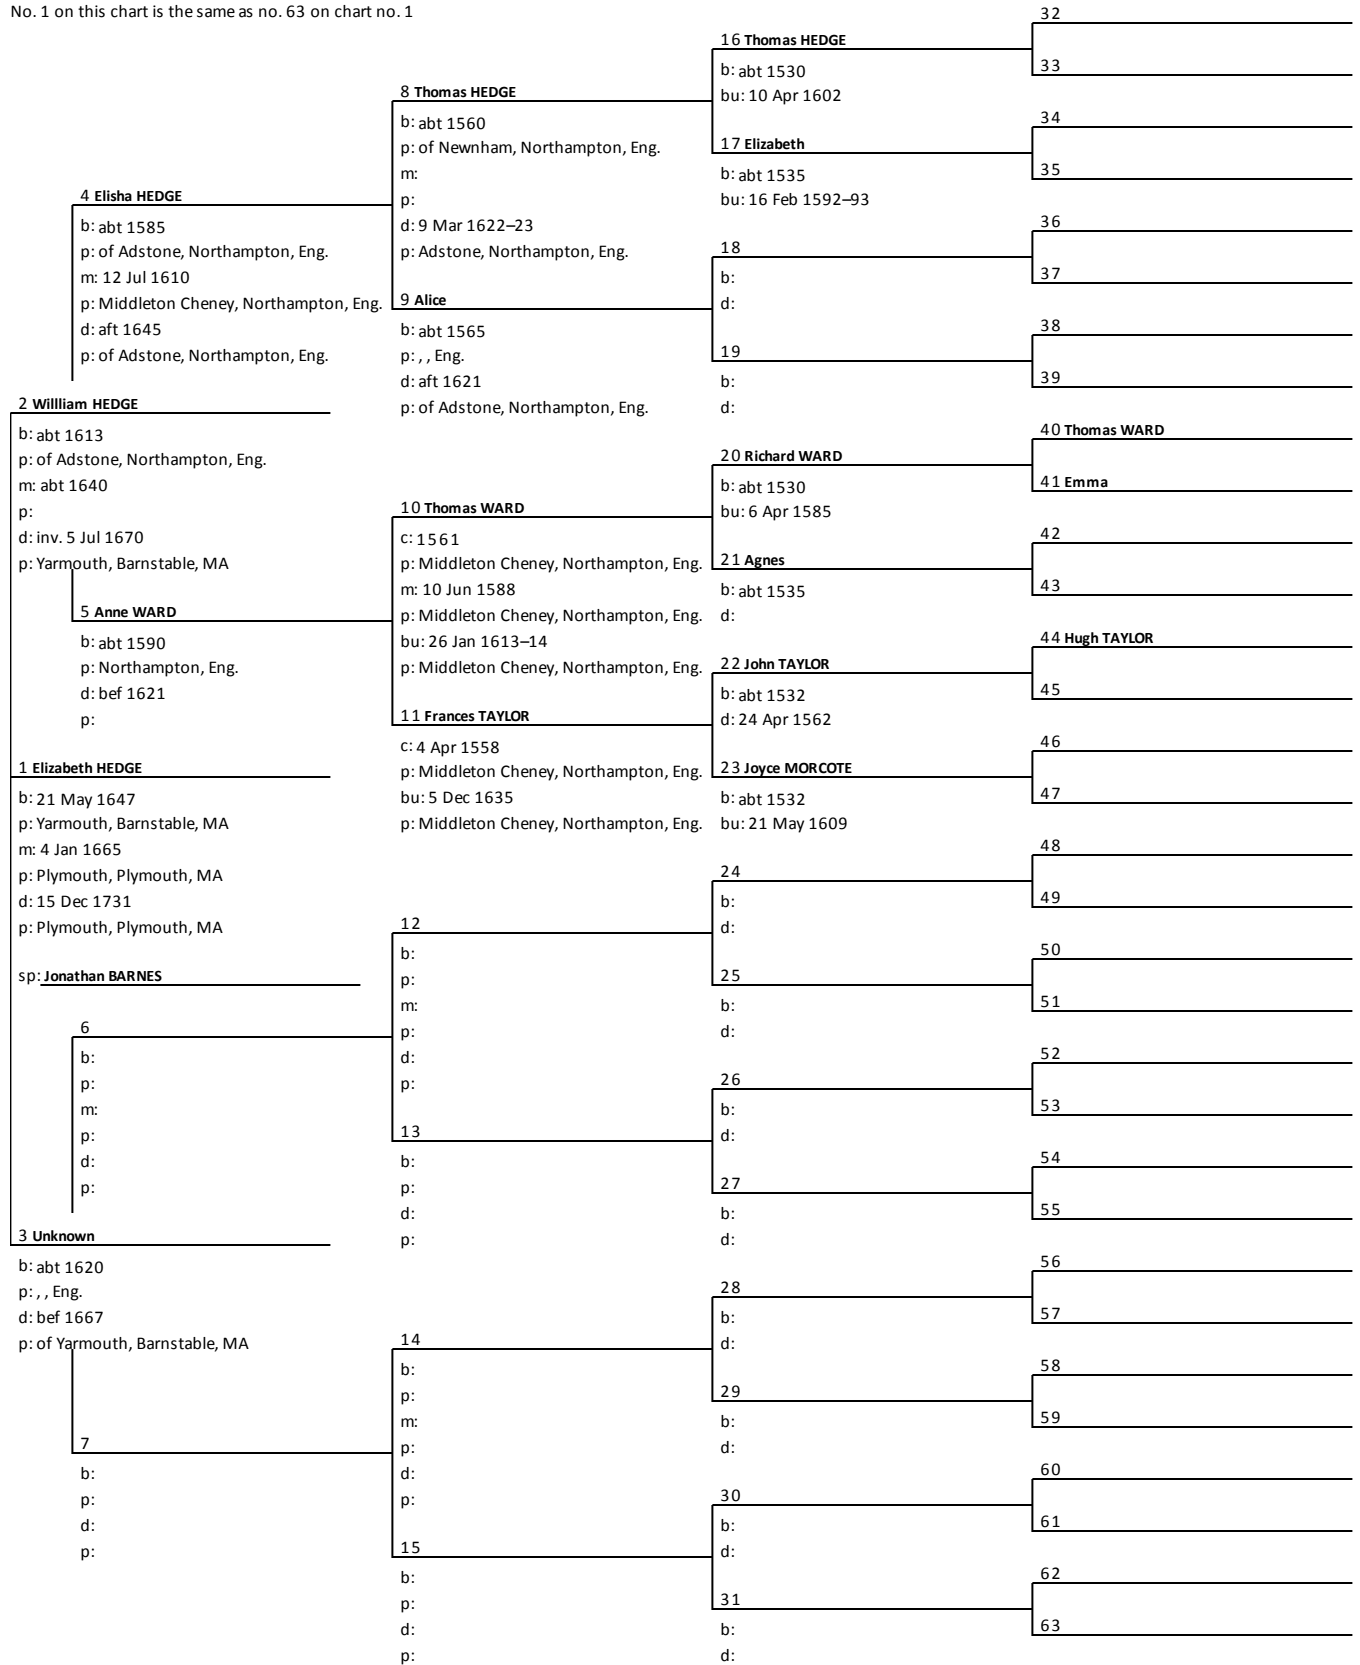 No. 1 on this chart is the same as no. 63 on chart no. 1
2 Willliam HEDGE
b: abt 1613
p: of Adstone, Northampton, Eng.
m: abt 1640
p:
d: inv. 5 Jul 1670
p: Yarmouth, Barnstable, MA
1 Elizabeth HEDGE
b: 21 May 1647
p: Yarmouth, Barnstable, MA
m: 4 Jan 1665
p: Plymouth, Plymouth, MA
d: 15 Dec 1731
p: Plymouth, Plymouth, MA
sp: Jonathan BARNES
3 Unknown
b: abt 1620
p: , , Eng.
d: bef 1667
p: of Yarmouth, Barnstable, MA
4 Elisha HEDGE
b: abt 1585
p: of Adstone, Northampton, Eng.
m: 12 Jul 1610
p: Middleton Cheney, Northampton, Eng.
d: aft 1645
p: of Adstone, Northampton, Eng.
5 Anne WARD
b: abt 1590
p: Northampton, Eng.
d: bef 1621
p:
6
b:
p:
m:
p:
d:
p:
7
b:
p:
d:
p:
8 Thomas HEDGE
b: abt 1560
p: of Newnham, Northampton, Eng.
m:
p:
d: 9 Mar 1622–23
p: Adstone, Northampton, Eng.
9 Alice
b: abt 1565
p: , , Eng.
d: aft 1621
p: of Adstone, Northampton, Eng.
10 Thomas WARD
c: 1561
p: Middleton Cheney, Northampton, Eng.
m: 10 Jun 1588
p: Middleton Cheney, Northampton, Eng.
bu: 26 Jan 1613–14
p: Middleton Cheney, Northampton, Eng.
11 Frances TAYLOR
c: 4 Apr 1558
p: Middleton Cheney, Northampton, Eng.
bu: 5 Dec 1635
p: Middleton Cheney, Northampton, Eng.
12
b:
p:
m:
p:
d:
p:
13
b:
p:
d:
p:
14
b:
p:
m:
p:
d:
p:
15
b:
p:
d:
p:
16 Thomas HEDGE
b: abt 1530
bu: 10 Apr 1602
17 Elizabeth
b: abt 1535
bu: 16 Feb 1592–93
18
b:
d:
19
b:
d:
20 Richard WARD
b: abt 1530
bu: 6 Apr 1585
21 Agnes
b: abt 1535
d:
22 John TAYLOR
b: abt 1532
d: 24 Apr 1562
23 Joyce MORCOTE
b: abt 1532
bu: 21 May 1609
24
b:
d:
25
b:
d:
26
b:
d:
27
b:
d:
28
b:
d:
29
b:
d:
30
b:
d:
31
b:
d:
32
33
34
35
36
37
38
39
40 Thomas WARD
41 Emma
42
43
44 Hugh TAYLOR
45
46
47
48
49
50
51
52
53
54
55
56
57
58
59
60
61
62
63